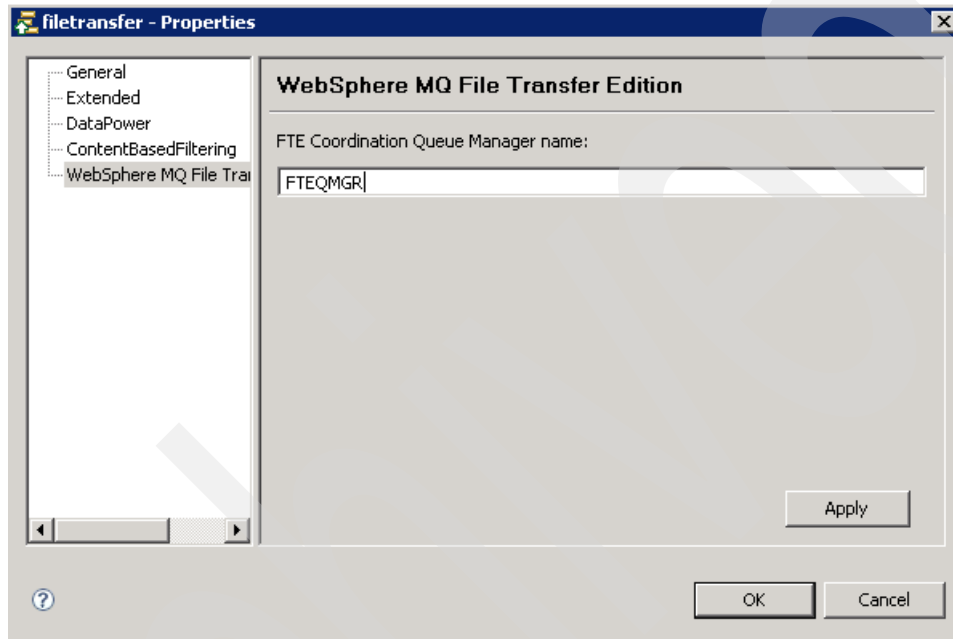 filetransfer - Properties
General
Extended
DataPower
ContentBasedFiltering
WebSphere MQ File Tra
WebSphere MQ File Transfer Edition
FTE Coordination Queue Manager name:
FTEQMGR
Apply
OK
Cancel